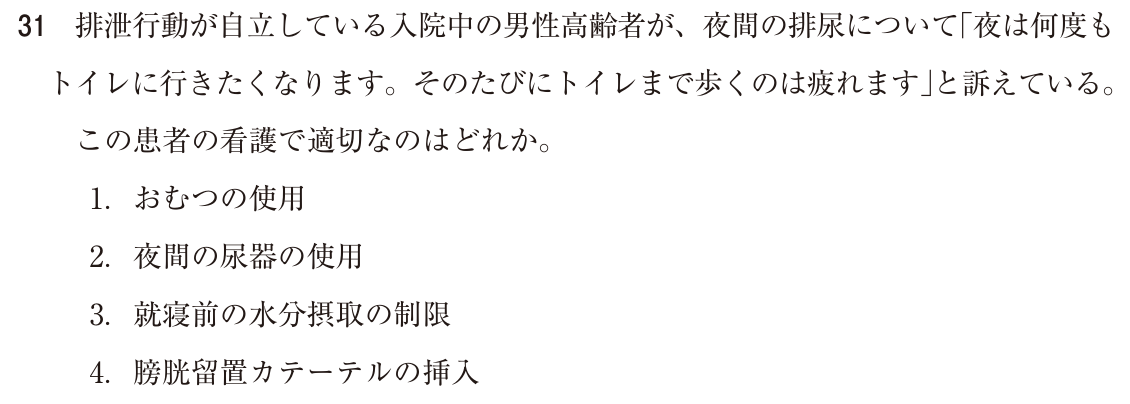 31　排泄行動が自立している入院中の男性高齢者が、夜間の排尿について「夜は何度も
トイレに行きたくなります。そのたびにトイレまで歩くのは疲れます」と訴えている。
この患者の看護で適切なのはどれか。
1. おむつの使用
2. 夜間の尿器の使用
3. 就寝前の水分摂取の制限
4. 膀胱留置カテーテルの挿入